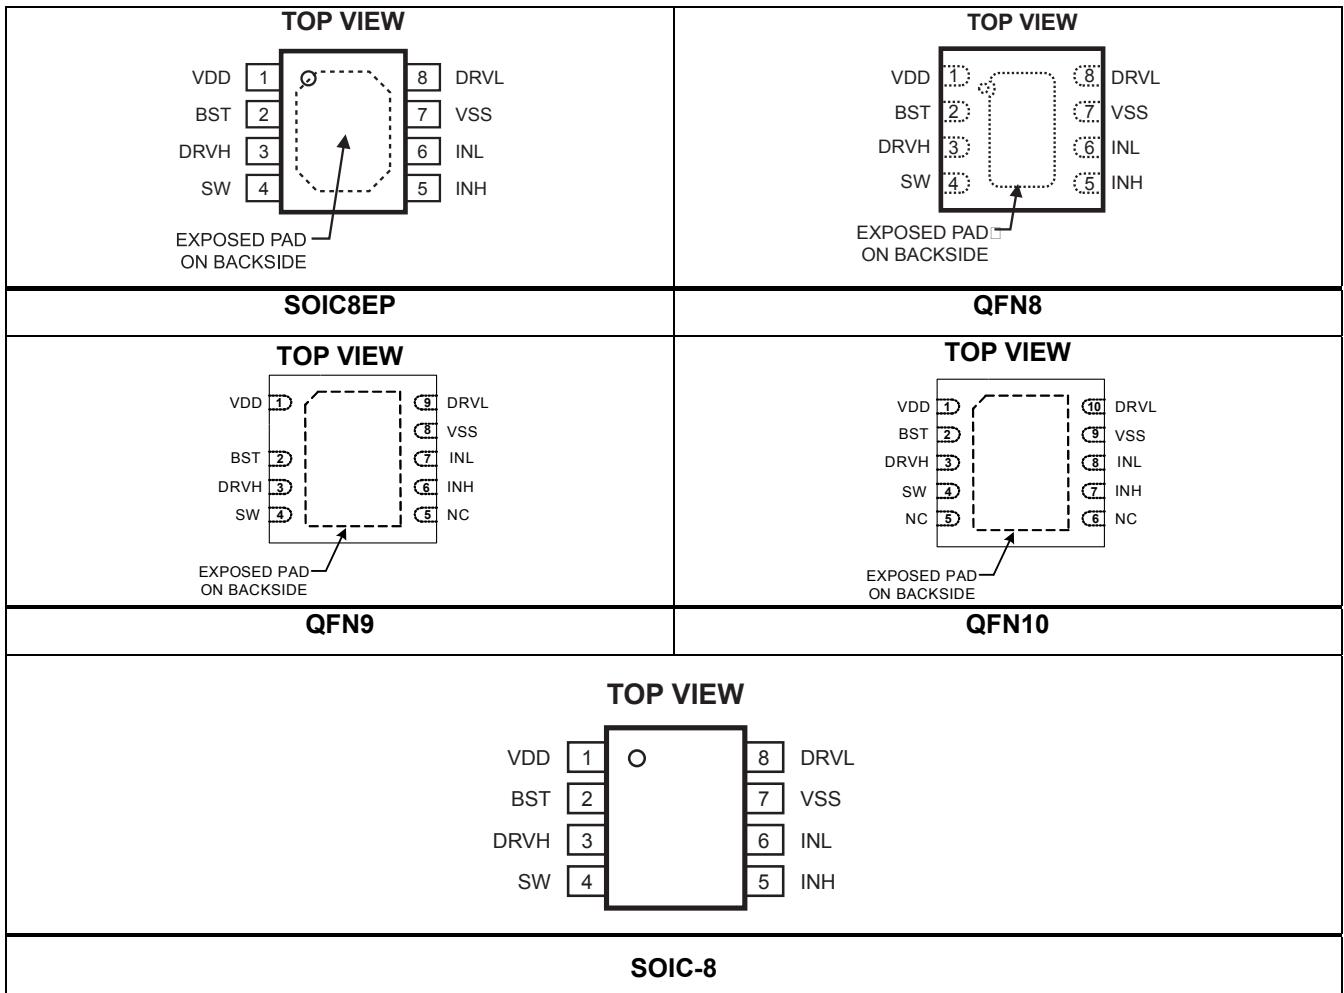 TOP VIEW
VDD 1 8 DRVL
BST 2 7 VSS
DRVH 3 6 INL
SW 4 5 INH
EXPOSED PAD
ON BACKSIDE
SOIC8EP
TOP VIEW
VDD 1 8 DRVL
BST 2 7 VSS
DRVH 3 6 INL
SW 4 5 INH
EXPOSED PAD
ON BACKSIDE
QFN8
TOP VIEW
VDD 1 9 DRVL
8 VSS
BST 2 7 INL
DRVH 3 6 INH
SW 4 5 NC
EXPOSED PAD
ON BACKSIDE
QFN9
TOP VIEW
VDD 1 10 DRVL
BST 2 9 VSS
DRVH 3 8 INL
SW 4 7 INH
NC 5 6 NC
EXPOSED PAD
ON BACKSIDE
QFN10
TOP VIEW
VDD 1 8 DRVL
BST 2 7 VSS
DRVH 3 6 INL
SW 4 5 INH
SOIC-8